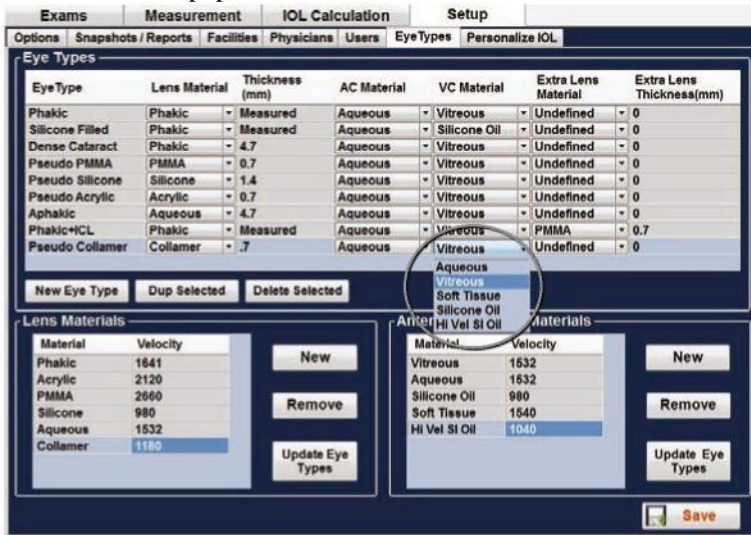 Exams Measurement IOL Calculation Setup
Options Snapshots / Reports Facilities Physicians Users EyeTypes Personalize IOL
Eye Types
EyeType Lens Material Thickness (mm) AC Material VC Material Extra Lens Material Extra Lens Thickness(mm)
Phakic Phakic Measured Aqueous Vitreous Undefined 0
Silicone Filled Phakic Measured Aqueous Silicone Oil Undefined 0
Dense Cataract Phakic 4.7 Aqueous Vitreous Undefined 0
Pseudo PMMA PMMA 0.7 Aqueous Vitreous Undefined 0
Pseudo Silicone Silicone 1.4 Aqueous Vitreous Undefined 0
Pseudo Acrylic Acrylic 0.7 Aqueous Vitreous Undefined 0
Aphakic Aqueous 4.7 Aqueous Vitreous Undefined 0
Phakic+ICL Phakic Measured Aqueous Vitreous PMMA 0.7
Pseudo Collamer Collamer .7 Aqueous Vitreous Undefined 0
Aqueous
Vitreous
Soft Tissue
Silicone Oil
Hi Vel SI Oil
New Eye Type Dup Selected Delete Selected
Lens Materials
Material Velocity
Phakic 1641
Acrylic 2120
PMMA 2660
Silicone 980
Aqueous 1532
Collamer 1180
New
Remove
Update Eye Types
Materials
Material Velocity
Vitreous 1532
Aqueous 1532
Silicone Oil 980
Soft Tissue 1540
Hi Vel SI Oil 1040
New
Remove
Update Eye Types
Save